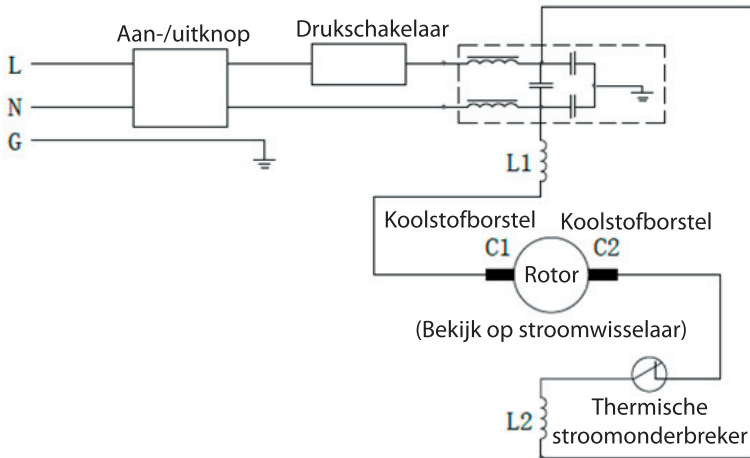 Aan-/uitknop
Drukschakelaar
L
N
G
L1
Koolstofborstel
Koolstofborstel
C1
C2
Rotor
(Bekijk op stroomwisselaar)
Thermische
stroomonderbreker
L2